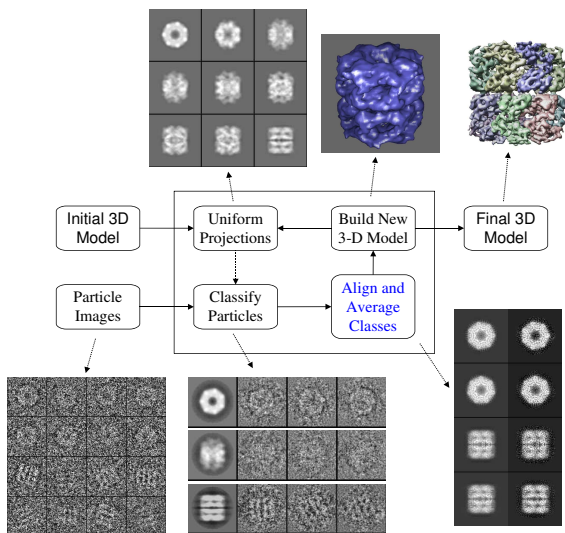 Initial 3D
Model
Uniform
Projections
Build New
3-D Model
Final 3D
Model
Particle
Images
Classify
Particles
Align and
Average
Classes